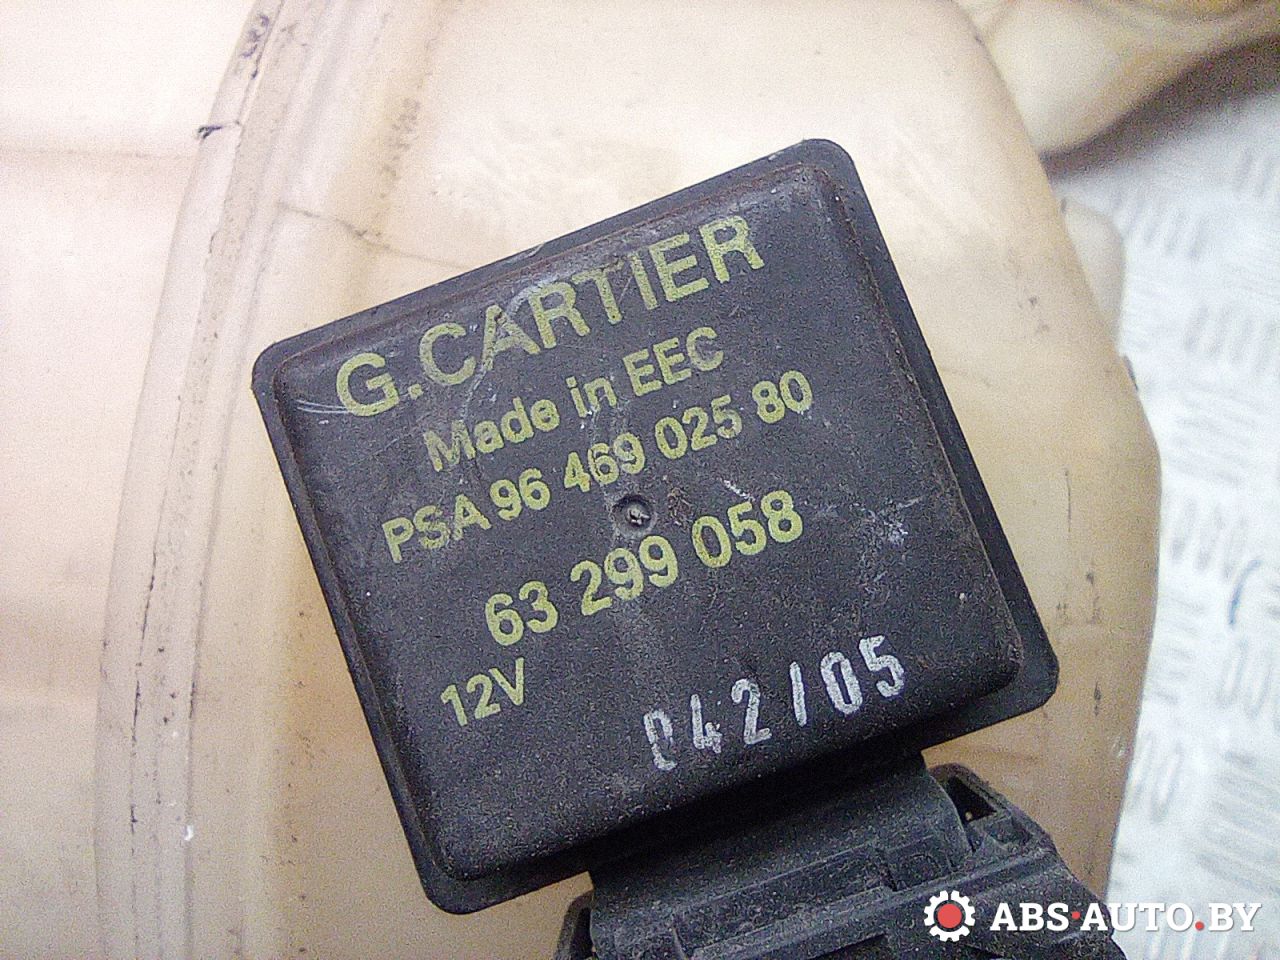 G.CARTIER
Made in EEC
PSA 96 469 025 80
63 299 058
12V
042/05
ABS-AUTO.BY